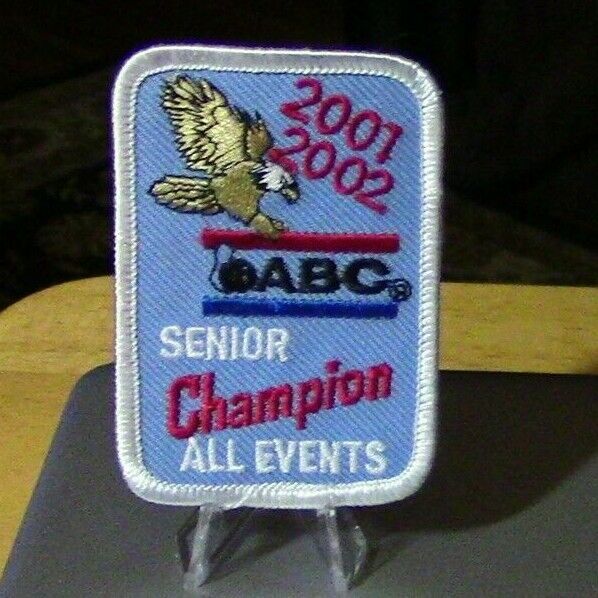 2001
2002
ABC®
SENIOR
Champion
ALL EVENTS